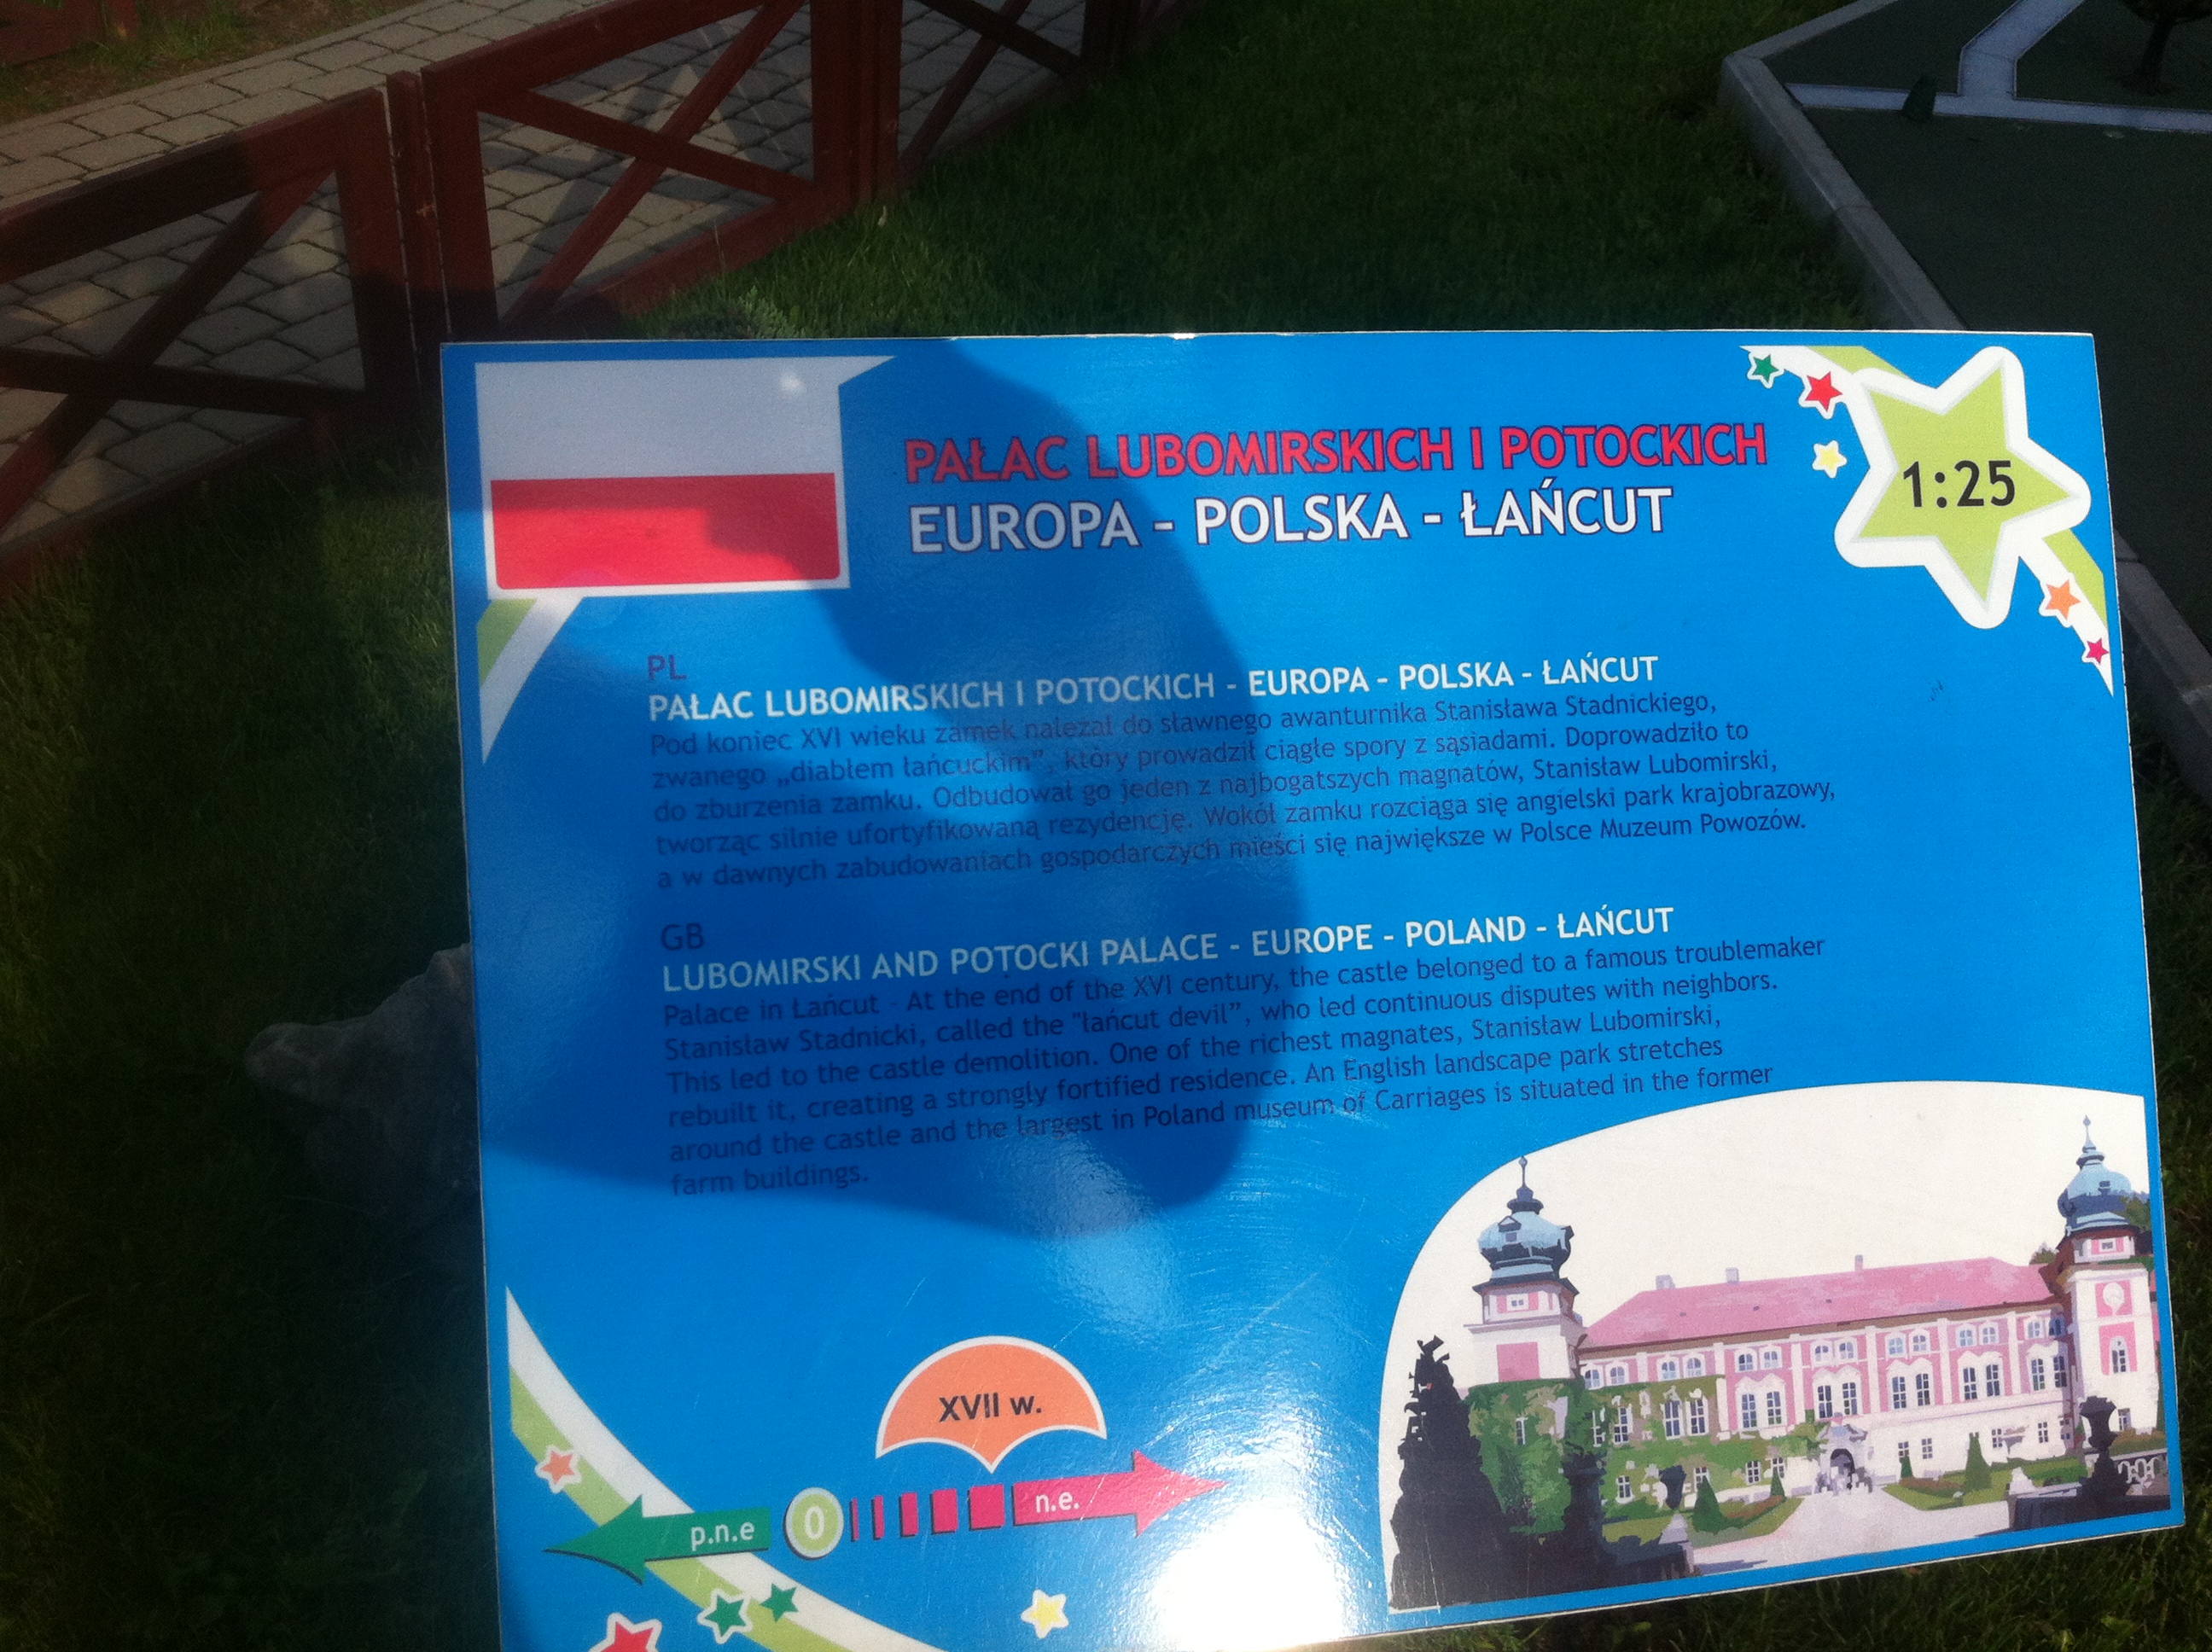 PAŁAC LUBOMIRSKICH I POTOCKICH
EUROPA - POLSKA - ŁAŃCUT
1:25
PL
PAŁAC LUBOMIRSKICH I POTOCKICH - EUROPA - POLSKA - ŁAŃCUT
Pod koniec XVI wieku zamek należał do sławnego awanturnika Stanisława Stadnickiego,
zwanego „diabłem łańcuckim”, który prowadził ciągłe spory z sąsiadami. Doprowadziło to
do zburzenia zamku. Odbudował go jeden z najbogatszych magnatów, Stanisław Lubomirski,
tworząc silnie ufortyfikowaną rezydencję. Wokół zamku rozciąga się angielski park krajobrazowy,
a w dawnych zabudowaniach gospodarczych mieści się największe w Polsce Muzeum Powozów.
GB
LUBOMIRSKI AND POTOCKI PALACE - EUROPE - POLAND - ŁAŃCUT
Palace in Łańcut - At the end of the XVI century, the castle belonged to a famous troublemaker
Stanisław Stadnicki, called the "łańcut devil”, who led continuous disputes with neighbors.
This led to the castle demolition. One of the richest magnates, Stanisław Lubomirski,
rebuilt it, creating a strongly fortified residence. An English landscape park stretches
around the castle and the largest in Poland museum of Carriages is situated in the former
farm buildings.
XVII w.
p.n.e 0 n.e.